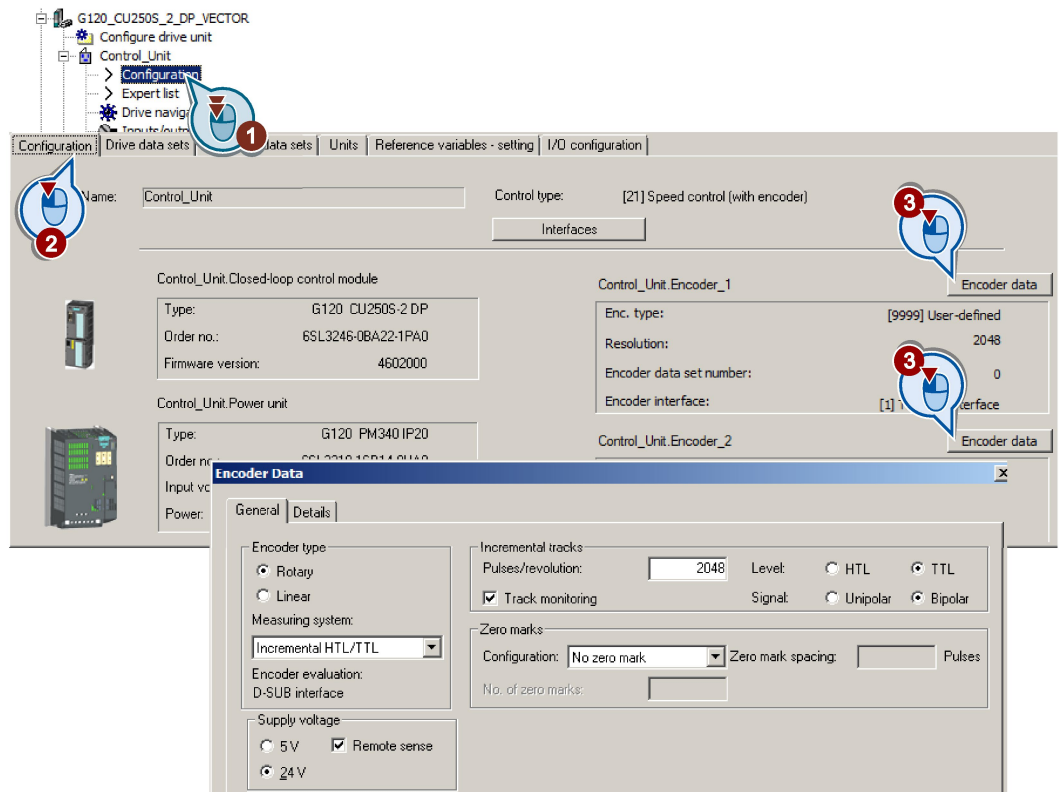 G120_CU250S_2_DP_VECTOR
Configure drive unit
Control_Unit
Configuration
Expert list
Drive naviga
1
Configuration Drive data sets data sets Units Reference variables - setting I/O configuration
Name: Control_Unit Control type: [21] Speed control (with encoder)
3
2
Interfaces
Control_Unit.Closed-loop control module
Control_Unit.Encoder_1 Encoder data
Type: G120 CU250S-2 DP
Enc. type: [9999] User-defined
Order no.: 6SL3246-0BA22-1PA0
Resolution: 2048
Firmware version: 4602000
3
Encoder data set number: 0
Control_Unit.Power unit
Encoder interface: [1] erface
Type: G120 PM340 IP20
Control_Unit.Encoder_2 Encoder data
Order
Encoder Data
Input
Power:
General Details
Encoder type
Rotary
Linear
Measuring system:
Incremental HTL/TTL
Encoder evaluation:
D-SUB interface
Supply voltage
5 V Remote sense
24 V
Incremental tracks
Pulses/revolution: 2048 Level: HTL TTL
Track monitoring Signal: Unipolar Bipolar
Zero marks
Configuration: No zero mark Zero mark spacing: Pulses
No. of zero marks: